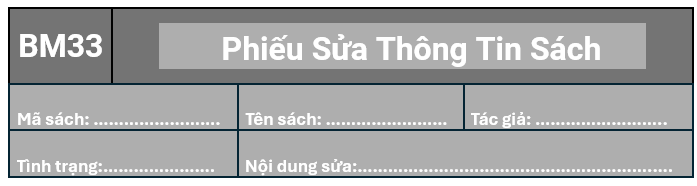 BM33
Phiếu Sửa Thông Tin Sách
Mã sách: ......................... Tên sách: ........................ Tác giả: ..........................
Tình trạng:...................... Nội dung sửa:..............................................................